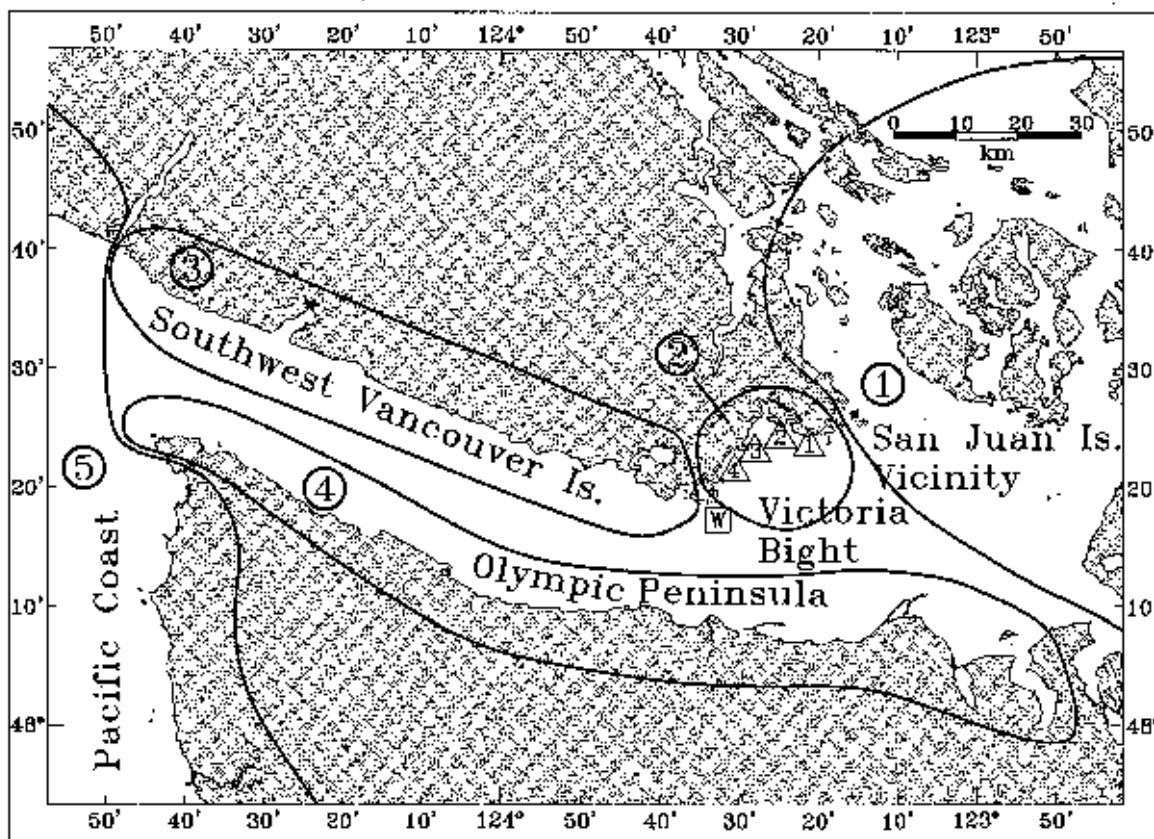 50' 40' 30' 20' 10' 124° 50' 40' 30' 20' 10' 123° 50'
50' 50'
0 10 20 30
km
40' 40
3
30' 30
2
1
Southwest Vancouver Is.
San Juan Is.
Vicinity
2 1
3
4
5
20' 20
4
W
Victoria
Bight
Olympic Peninsula
10' 10
Pacific Coast
48° 48°
50' 40' 30' 20' 10' 124° 50' 40' 30' 20' 10' 123° 50'